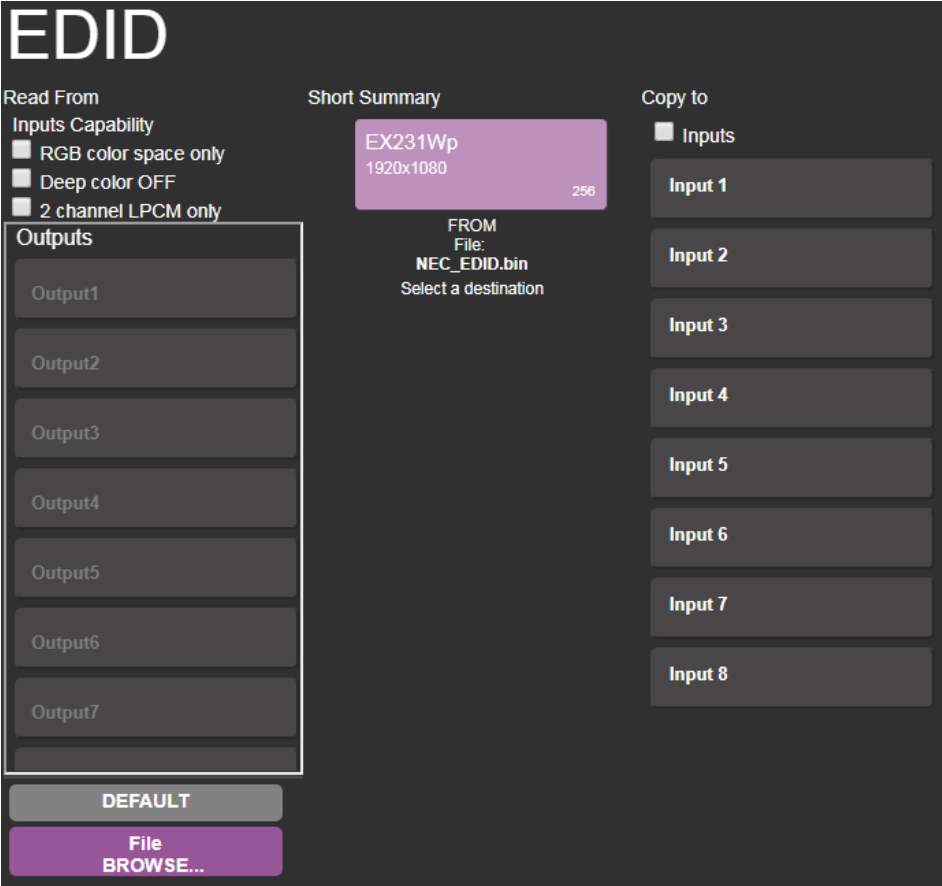 EDID
Read From
Inputs Capability
RGB color space only
Deep color OFF
2 channel LPCM only
Outputs
Output1
Output2
Output3
Output4
Output5
Output6
Output7
DEFAULT
File
BROWSE...
Short Summary
EX231Wp
1920x1080
256
FROM
File:
NEC_EDID.bin
Select a destination
Copy to
Inputs
Input 1
Input 2
Input 3
Input 4
Input 5
Input 6
Input 7
Input 8